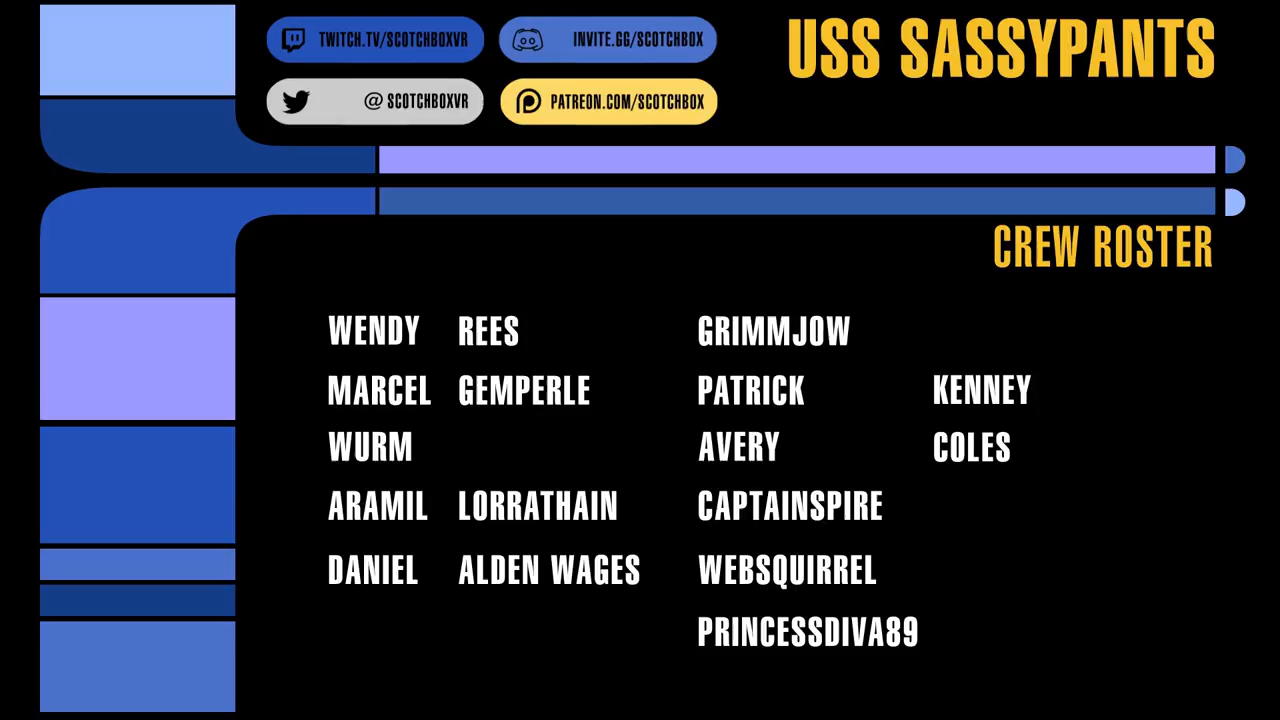 TWITCH.TV/SCOTCHBOXVR INVITE.GG/SCOTCHBOX
@SCOTCHBOXVR PATREON.COM/SCOTCHBOX
USS SASSYPANTS
CREW ROSTER
WENDY REES GRIMMJOW
MARCEL GEMPERLE PATRICK KENNEY
WURM AVERY COLES
ARAMIL LORRATHAIN CAPTAINSPIRE
DANIEL ALDEN WAGES WEBSQUIRREL
PRINCESSDIVA89